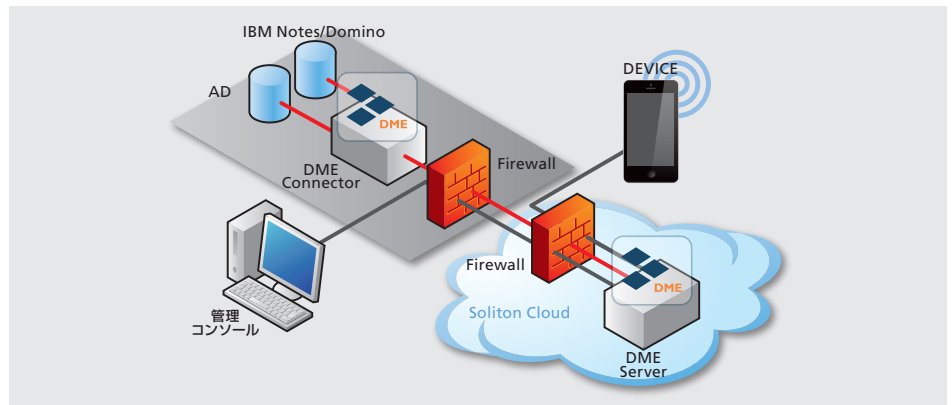 IBM Notes/Domino
AD
DME
DME
Connector
Firewall
DEVICE
管理
コンソール
Firewall
Soliton Cloud
DME
DME
Server